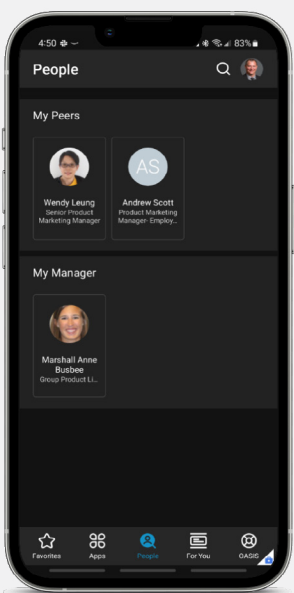 4:50
83%
People
My Peers
AS
Wendy Leung
Senior Product
Marketing Manager
Andrew Scott
Product Marketing
Manager- Employ...
My Manager
Marshall Anne
Busbee
Group Product Li...
Favorites
Apps
People
For You
OASIS